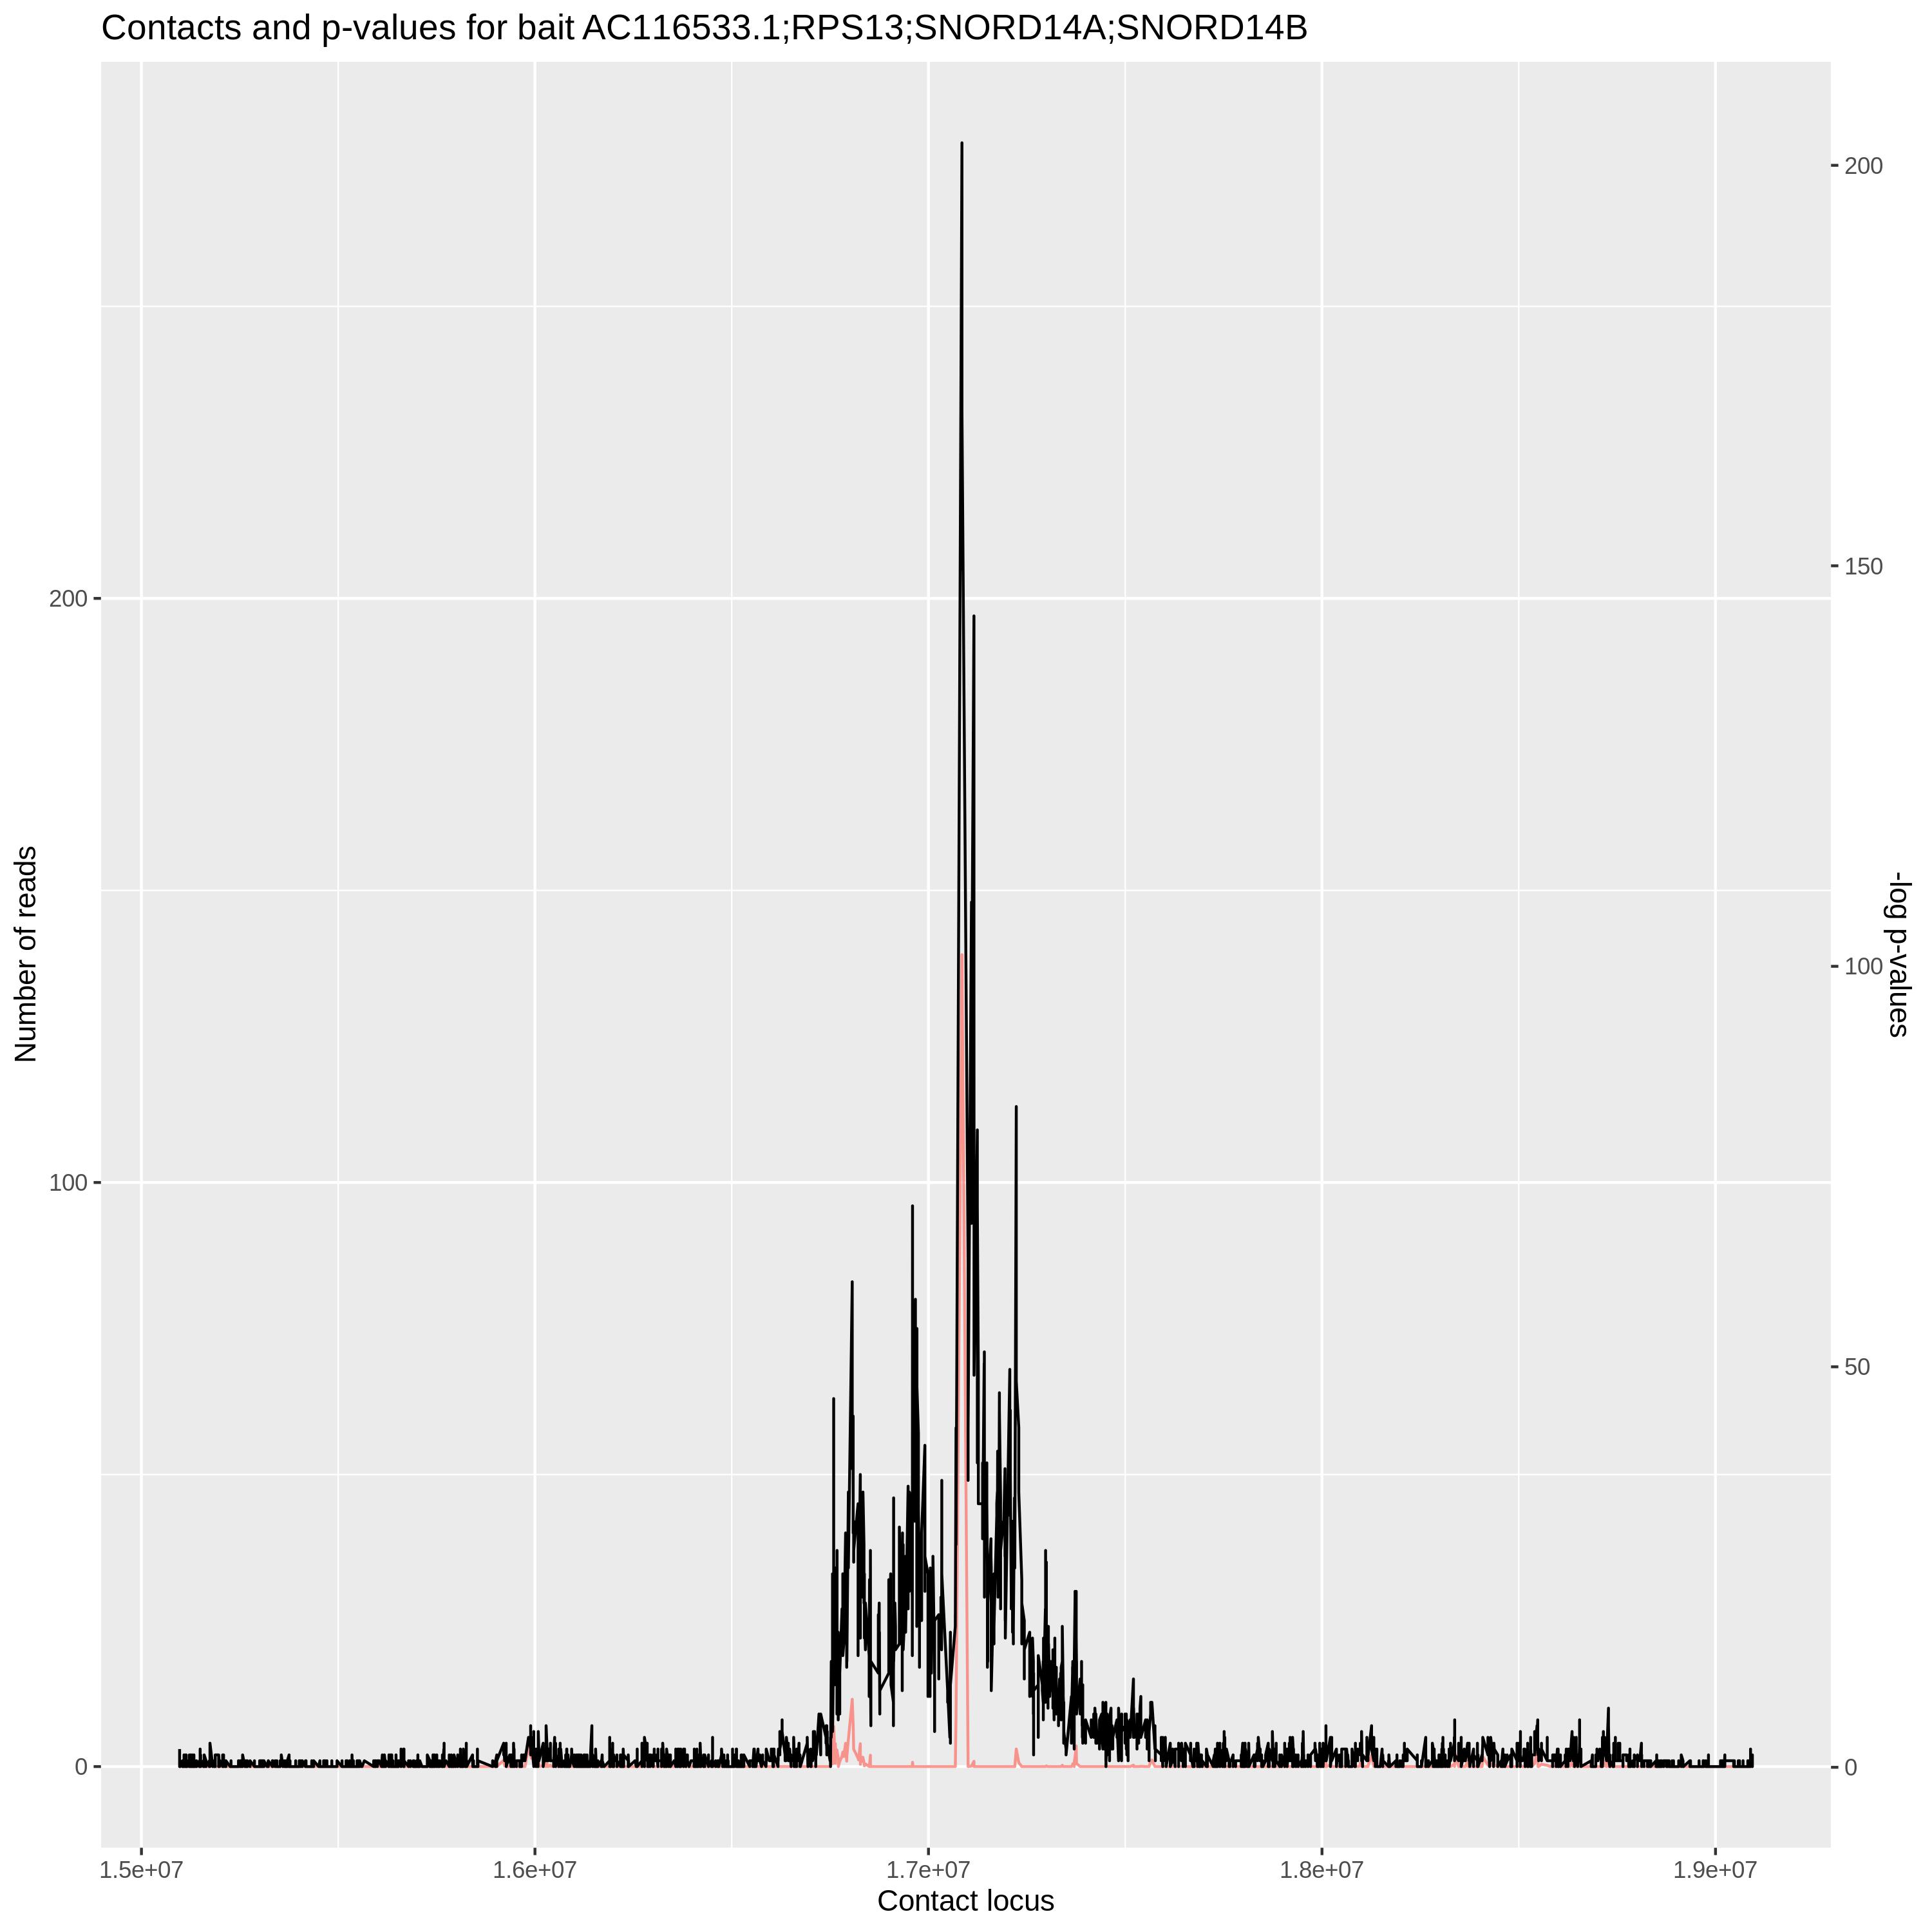 Contacts and p-values for bait AC116533.1;RPS13;SNORD14A;SNORD14B
200
150
200
100
100
50
0
0
Number of reads
-log p-values
1.5e+07
1.6e+07
1.7e+07
1.8e+07
1.9e+07
Contact locus